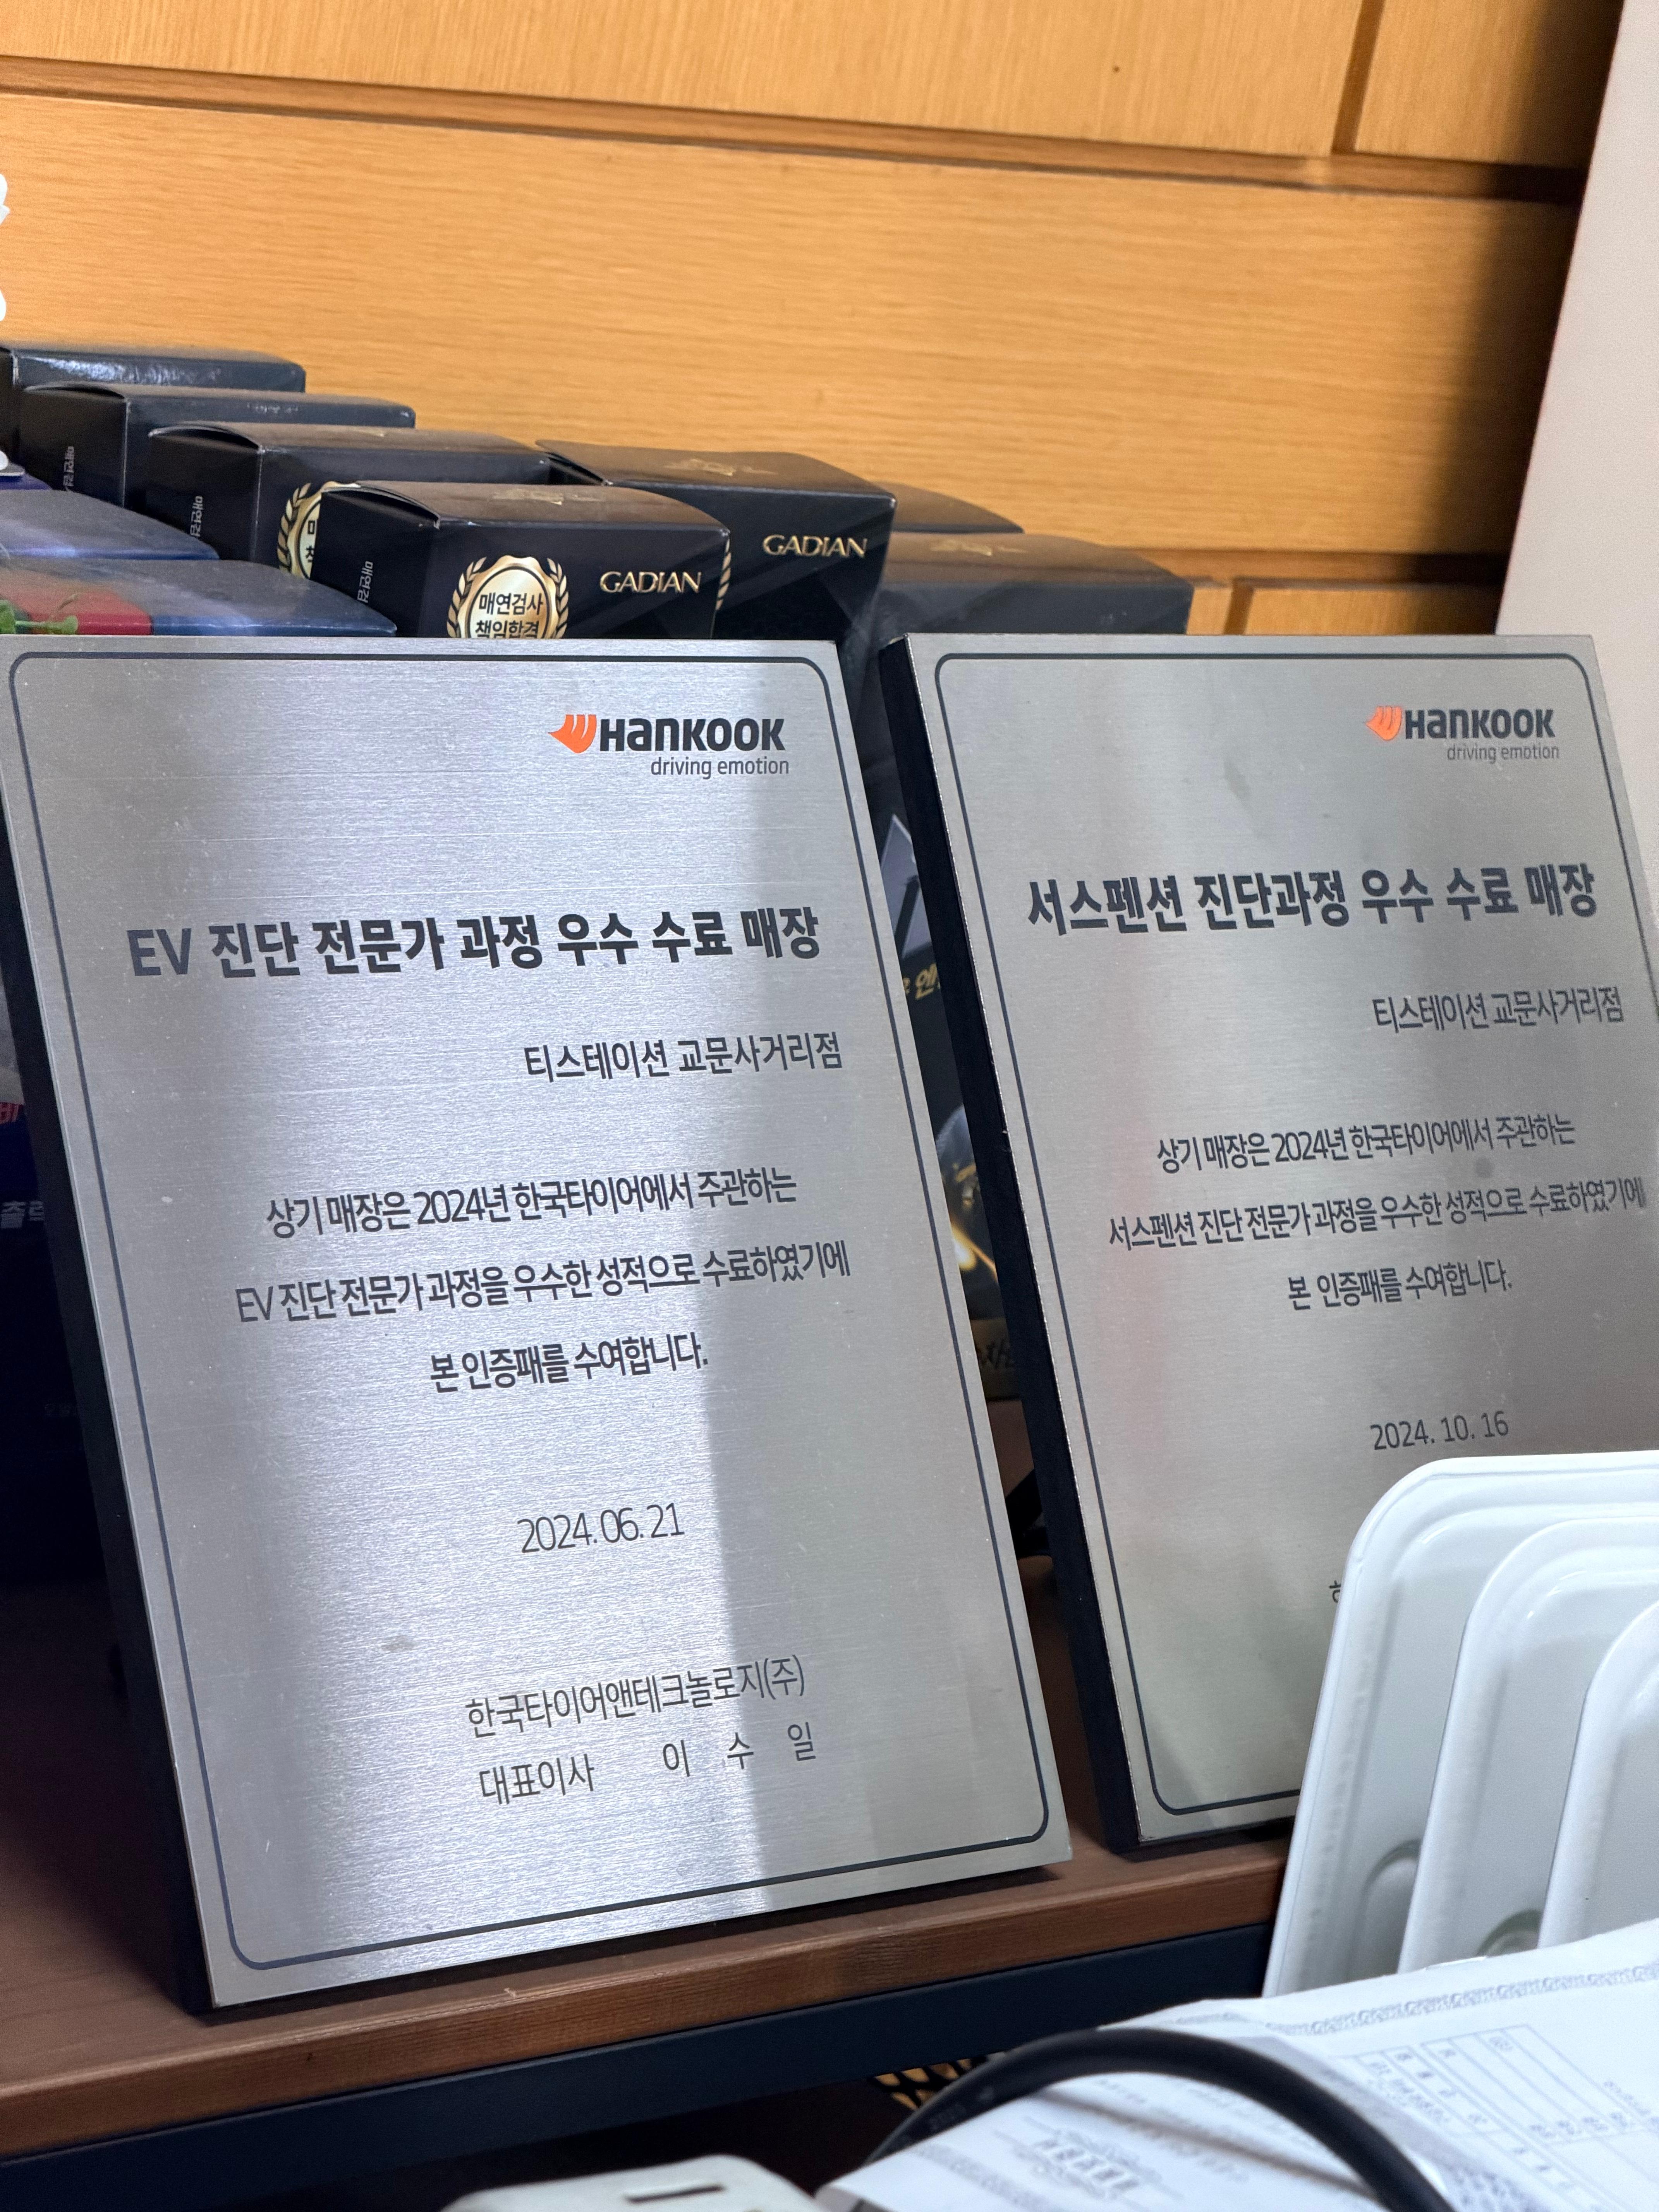 GADIAN
GADIAN
매연검사
책임합격
HANKOOK
driving emotion
EV 진단 전문가 과정 우수 수료 매장
티스테이션 교문사거리점
상기 매장은 2024년 한국타이어에서 주관하는
EV 진단 전문가 과정을 우수한 성적으로 수료하였기에
본 인증패를 수여합니다.
2024. 06. 21
한국타이어앤테크놀로지(주)
대표이사 이 수 일
HANKOOK
driving emotion
서스펜션 진단과정 우수 수료 매장
티스테이션 교문사거리점
상기 매장은 2024년 한국타이어에서 주관하는
서스펜션 진단 전문가 과정을 우수한 성적으로 수료하였기에
본 인증패를 수여합니다.
2024. 10. 16